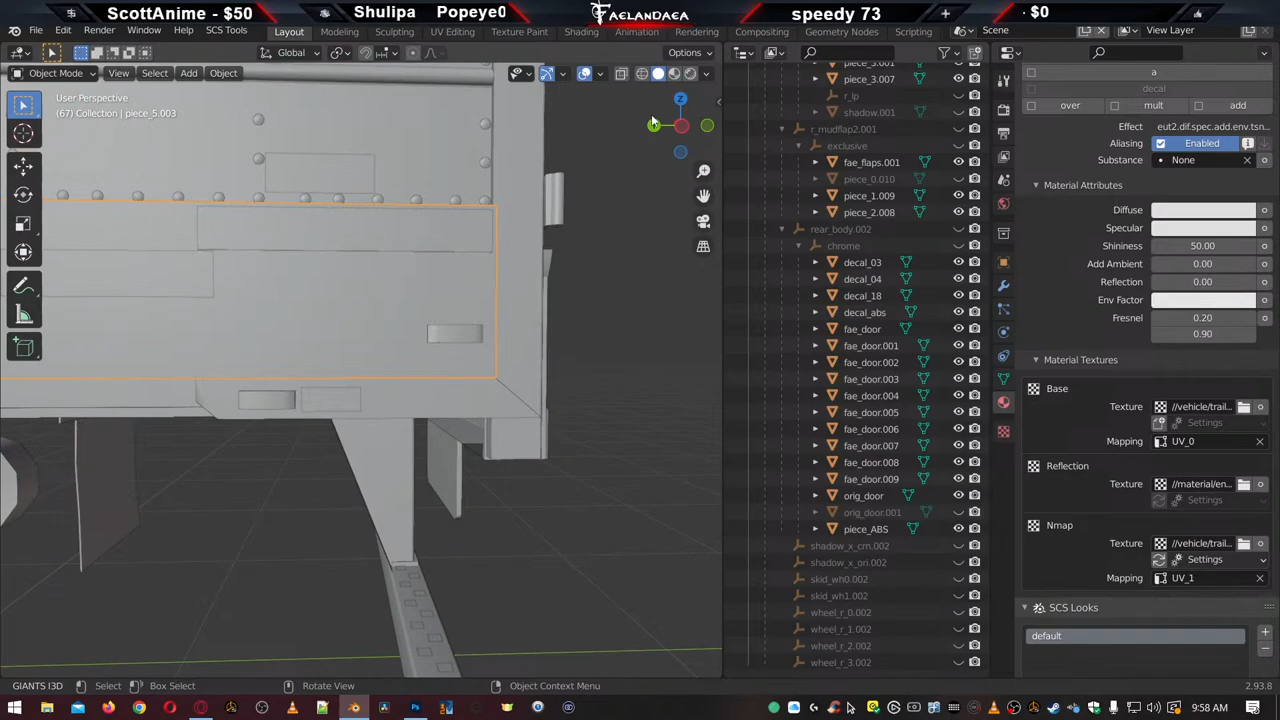 ScottAnime - $50
Shulipa Popeye0
FAELANDAEA
speedy 73
· $0
File Edit Render Window Help SCS Tools
Layout Modeling Sculpting UV Editing Texture Paint Shading Animation Rendering Compositing Geometry Nodes Scripting
Scene
View Layer
Global
Options
Object Mode View Select Add Object
User Perspective
(67) Collection | piece_5.003
Z
piece_3.001
piece_3.007
r_lp
shadow.001
r_mudflap2.001
exclusive
fae_flaps.001
piece_0.010
piece_1.009
piece_2.008
rear_body.002
chrome
decal_03
decal_04
decal_18
decal_abs
fae_door
fae_door.001
fae_door.002
fae_door.003
fae_door.004
fae_door.005
fae_door.006
fae_door.007
fae_door.008
fae_door.009
orig_door
orig_door.001
piece_ABS
shadow_x_crn.002
shadow_x_ori.002
skid_wh0.002
skid_wh1.002
wheel_r_0.002
wheel_r_1.002
wheel_r_2.002
wheel_r_3.002
a
decal
over mult add
Effect eut2.dif.spec.add.env.tsn...
Aliasing Enabled
Substance None
Material Attributes
Diffuse
Specular
Shininess 50.00
Add Ambient 0.00
Reflection 0.00
Env Factor
Fresnel 0.20
0.90
Material Textures
Base
Texture //vehicle/trail...
Settings
Mapping UV_0
Reflection
Texture //material/en...
Settings
Nmap
Texture //vehicle/trail...
Settings
Mapping UV_1
SCS Looks
default
GIANTS I3D Select Box Select Rotate View Object Context Menu 2.93.8
9:58 AM